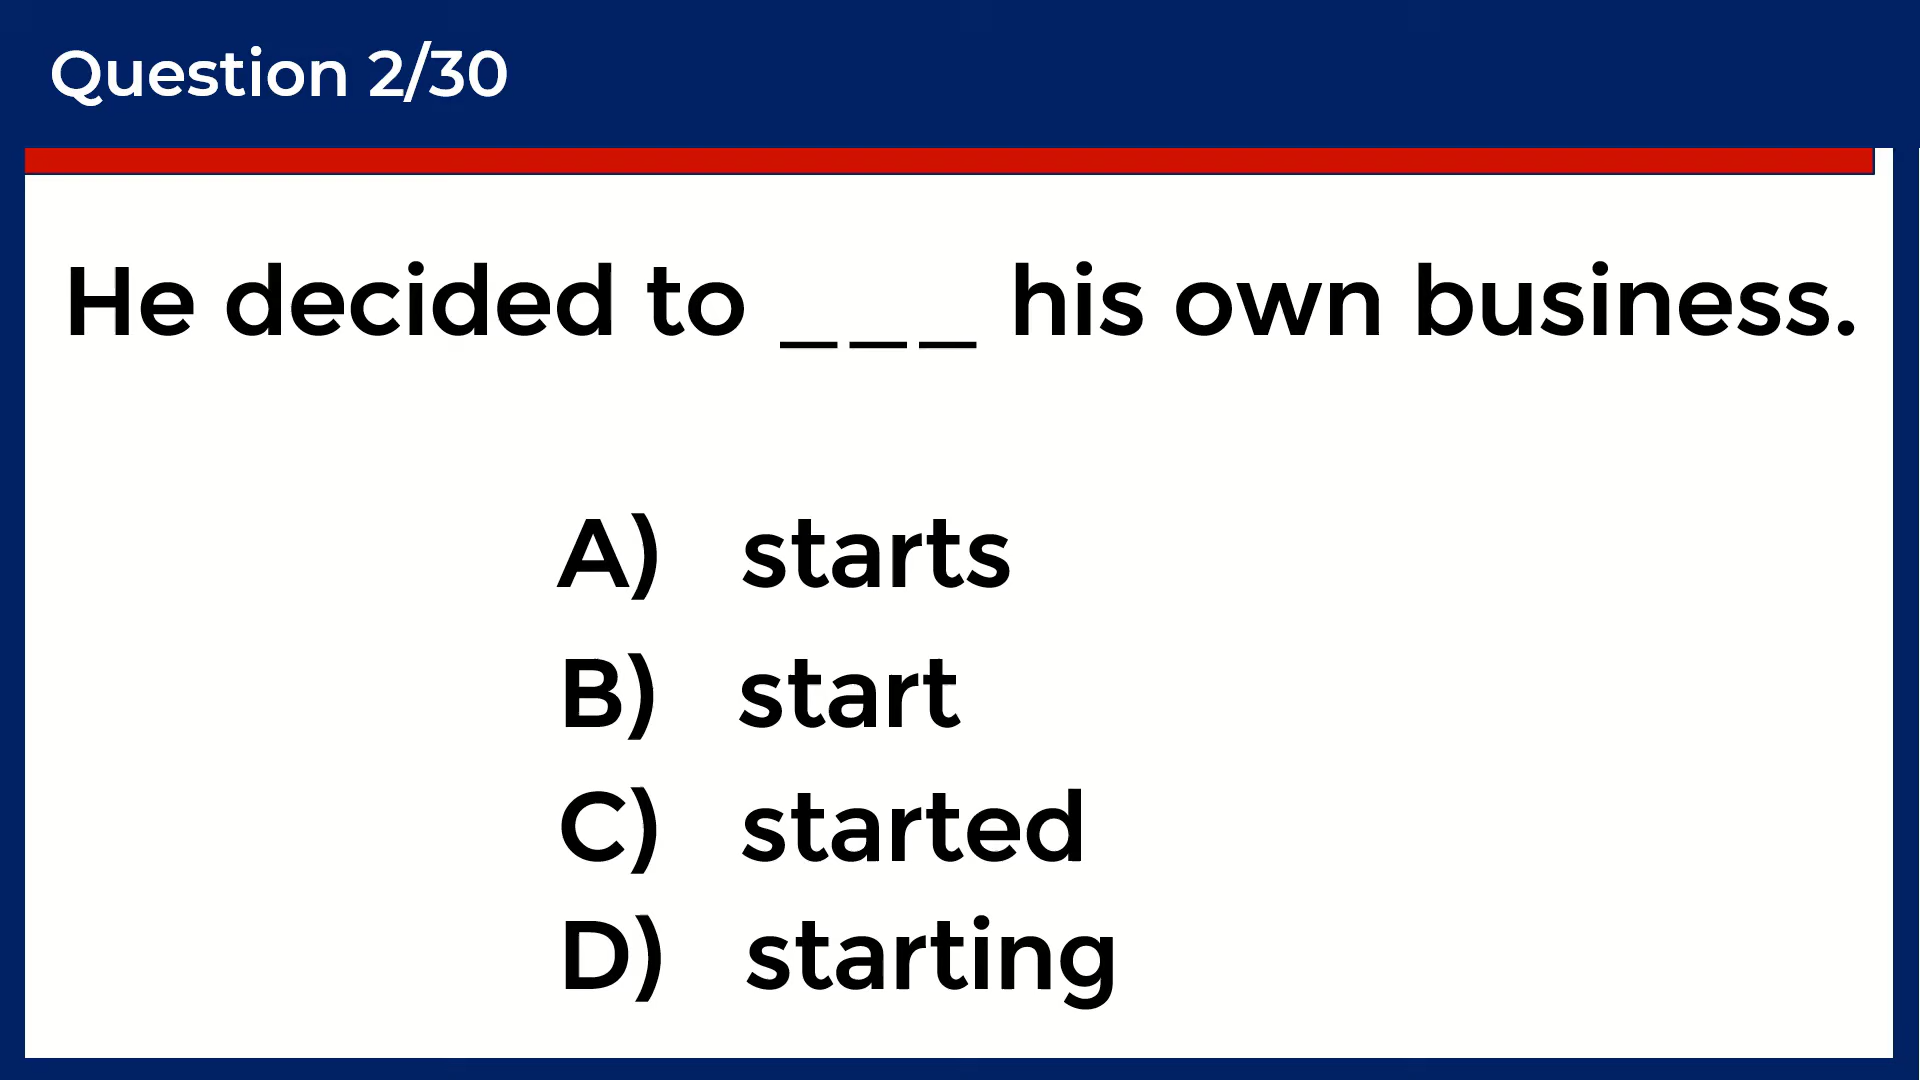 Question 2/30
He decided to ___ his own business.
A) starts
B) start
C) started
D) starting